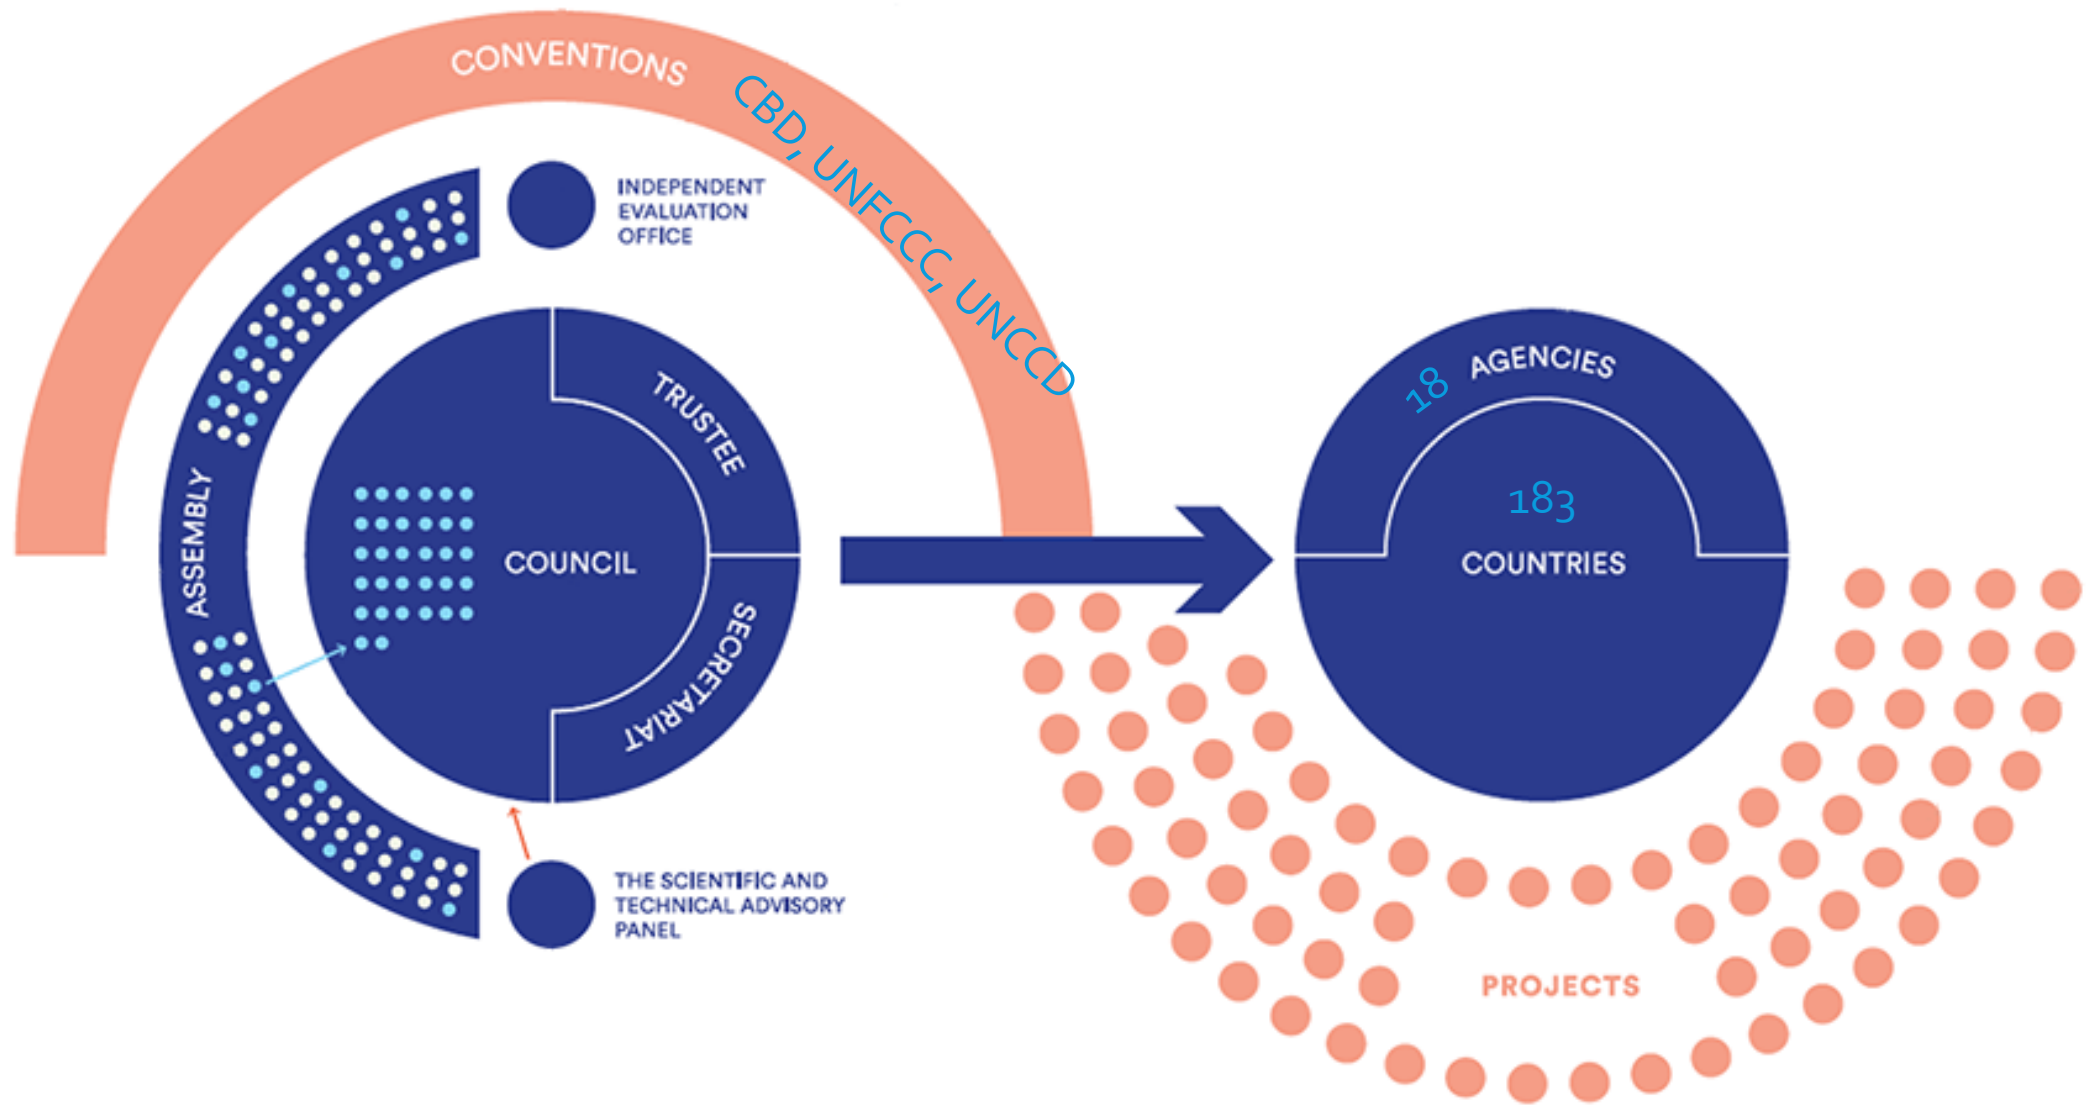 CONVENTIONS
CBD, UNFCCC, UNCCD
INDEPENDENT
EVALUATION
OFFICE
ASSEMBLY
COUNCIL
TRUSTEE
SECRETARIAT
THE SCIENTIFIC AND
TECHNICAL ADVISORY
PANEL
18 AGENCIES
183
COUNTRIES
PROJECTS